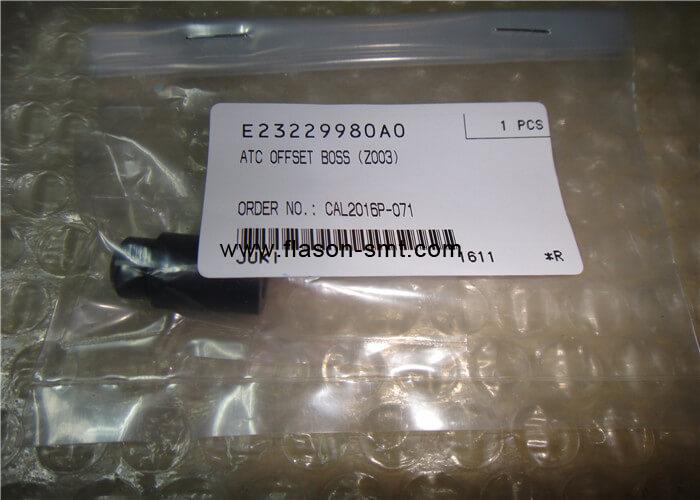 E23229980A0
1 PCS
ATC OFFSET BOSS (Z003)
ORDER NO.: CAL2016P-071
www.flason-smt.com
JUKI 1611 *R